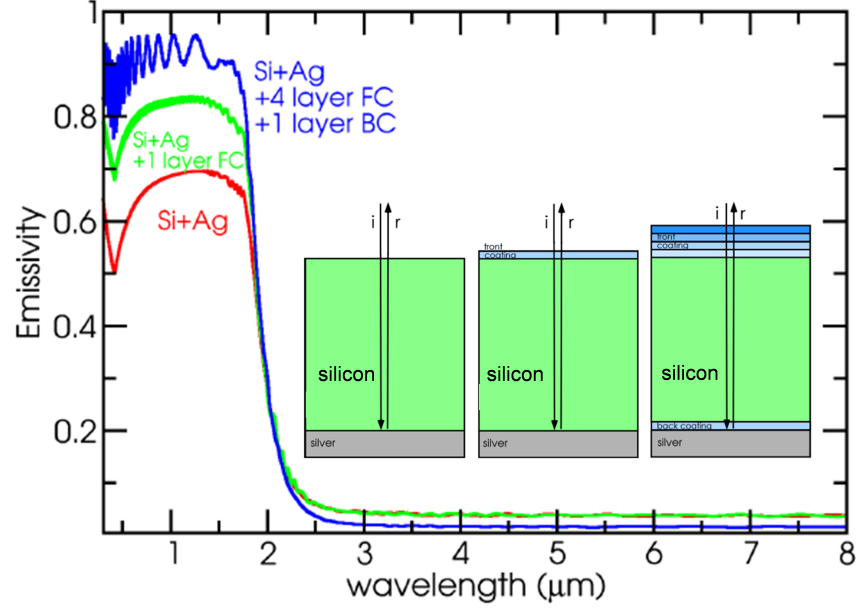 1
0.8
0.6
0.4
0.2
Emissivity
Si+Ag
+4 layer FC
+1 layer BC
Si+Ag
+1 layer FC
Si+Ag
i r
silicon
silver
i r
front
coating
silicon
silver
i r
front
coating
silicon
back coating
silver
1 2 3 4 5 6 7 8
wavelength (μm)